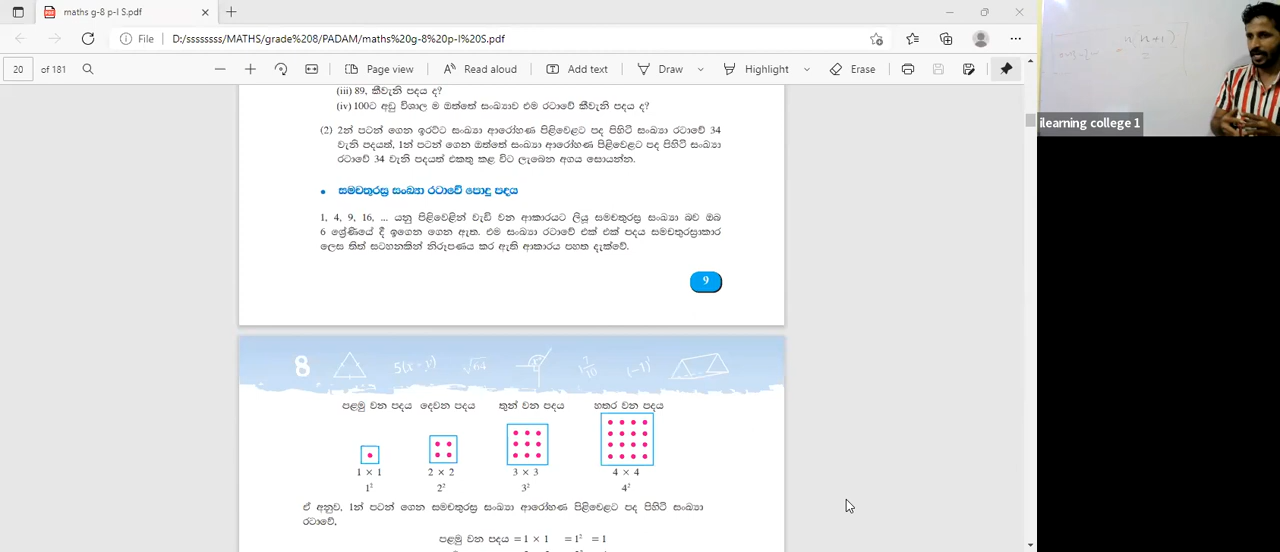 maths g-8 p-I S.pdf
File D:/ssssssss/MATHS/grade%208/PADAM/maths%20g-8%20p-I%20S.pdf
20 of 181 Page view Read aloud Add text Draw Highlight Erase
n(n+1)
ilearning college 1
(iii) 89, කීවැනි පදය ද?
(iv) 100ට අඩු විශාල ම ඔත්තේ සංඛ්‍යාව එම රටාවේ කීවැනි පදය ද?
(2) 2න් පටන් ගෙන ඉරට්ට සංඛ්‍යා ආරෝහණ පිළිවෙළට පද පිහිටි සංඛ්‍යා රටාවේ 34
වැනි පදයත්, 1න් පටන් ගෙන ඔත්තේ සංඛ්‍යා ආරෝහණ පිළිවෙළට පද පිහිටි සංඛ්‍යා
රටාවේ 34 වැනි පදයත් එකතු කළ විට ලැබෙන අගය සොයන්න.
• සමචතුරස්‍ර සංඛ්‍යා රටාවේ පොදු පදය
1, 4, 9, 16, ... යනු පිළිවෙළින් වැඩි වන ආකාරයට ලියූ සමචතුරස්‍ර සංඛ්‍යා බව ඔබ
6 ශ්‍රේණියේ දී ඉගෙන ගෙන ඇත. එම සංඛ්‍යා රටාවේ එක් එක් පදය සමචතුරස්‍රාකාර
ලෙස තිත් සටහනකින් නිරූපණය කර ඇති ආකාරය පහත දැක්වේ.
9
8
පළමු වන පදය දෙවන පදය තුන් වන පදය හතර වන පදය
1 × 1 2 × 2 3 × 3 4 × 4
1² 2² 3² 4²
ඒ අනුව, 1න් පටන් ගෙන සමචතුරස්‍ර සංඛ්‍යා ආරෝහණ පිළිවෙළට පද පිහිටි සංඛ්‍යා
රටාවේ,
පළමු වන පදය = 1 × 1 = 1² = 1